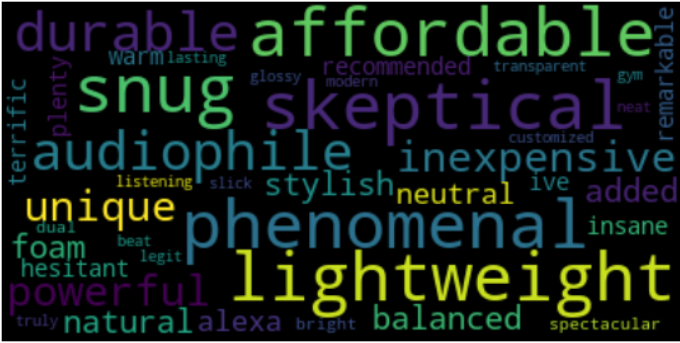 durable affordable
warm lasting
remarkable
plenty
recommended transparent
glossy gym
modern
snug
skeptical
neat
terrific
customized
audiophile inexpensive
listening slick stylish ive
neutral added
unique
phenomenal
dual insane
foam beat
legit
hesitant
lightweight
powerful
truly natural alexa bright balanced spectacular